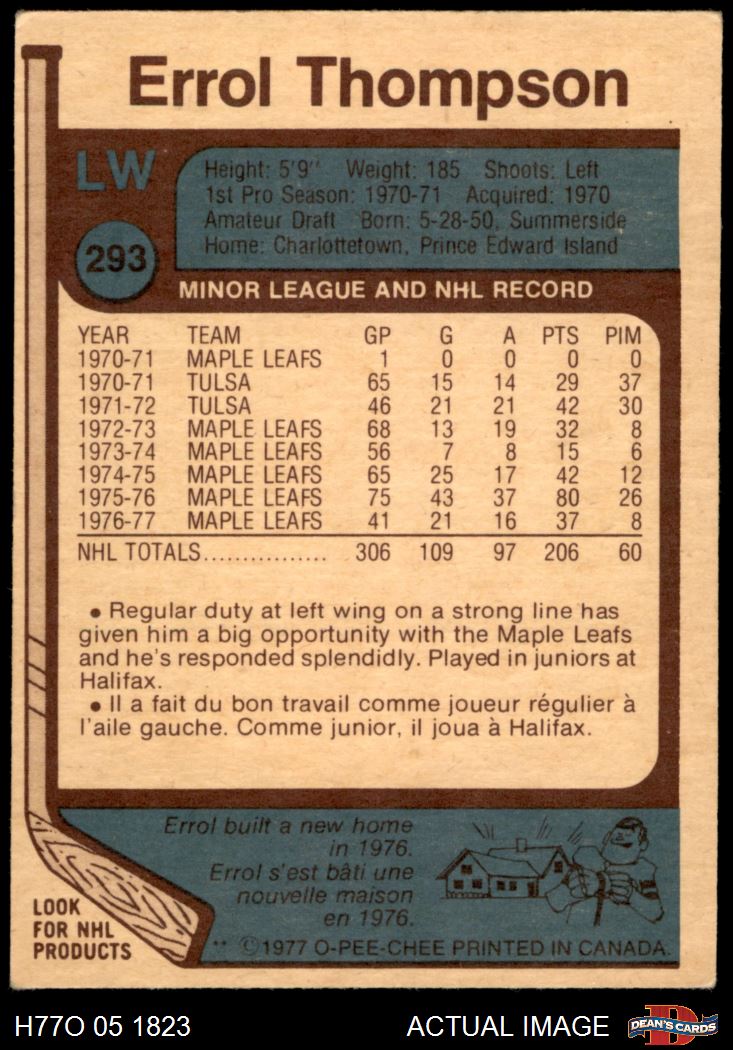 Errol Thompson
LW
Height: 5'9'' Weight: 185 Shoots: Left
1st Pro Season: 1970-71 Acquired: 1970
Amateur Draft Born: 5-28-50, Summerside
Home: Charlottetown, Prince Edward Island
293
MINOR LEAGUE AND NHL RECORD
YEAR TEAM GP G A PTS PIM
1970-71 MAPLE LEAFS 1 0 0 0 0
1970-71 TULSA 65 15 14 29 37
1971-72 TULSA 46 21 21 42 30
1972-73 MAPLE LEAFS 68 13 19 32 8
1973-74 MAPLE LEAFS 56 7 8 15 6
1974-75 MAPLE LEAFS 65 25 17 42 12
1975-76 MAPLE LEAFS 75 43 37 80 26
1976-77 MAPLE LEAFS 41 21 16 37 8
NHL TOTALS................ 306 109 97 206 60
• Regular duty at left wing on a strong line has
given him a big opportunity with the Maple Leafs
and he's responded splendidly. Played in juniors at
Halifax.
• Il a fait du bon travail comme joueur régulier à
l'aile gauche. Comme junior, il joua à Halifax.
Errol built a new home
in 1976.
Errol s'est bâti une
nouvelle maison
en 1976.
LOOK
FOR NHL
PRODUCTS
** ©1977 O-PEE-CHEE PRINTED IN CANADA.
H77O 05 1823 ACTUAL IMAGE D DEAN'S CARDS